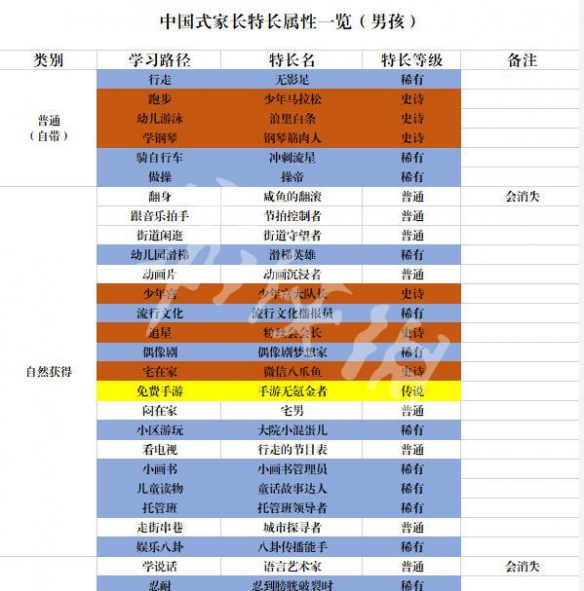 中国式家长特长属性一览（男孩）
类别 学习路径 特长名 特长等级 备注
普通（自带）
行走 无影足 稀有
跑步 少年马拉松 史诗
幼儿游泳 浪里白条 史诗
学钢琴 钢琴筋肉人 史诗
骑自行车 冲刺流星 稀有
做操 操帝 稀有
自然获得
翻身 咸鱼的翻滚 普通 会消失
跟音乐拍手 节拍控制者 普通
街道闲逛 街道守望者 普通
幼儿园滑梯 滑梯英雄 稀有
动画片 动画沉浸者 普通
少年宫 少年宫大队长 史诗
流行文化 流行文化播报员 稀有
追星 粉丝会会长 史诗
偶像剧 偶像剧梦想家 稀有
宅在家 微信八爪鱼 史诗
免费手游 手游无氪金者 传说
闷在家 宅男 普通
小区游玩 大院小混蛋儿 稀有
看电视 行走的节目表 普通
小画书 小画书管理员 稀有
儿童读物 童话故事达人 稀有
托管班 托管班领导者 稀有
走街串巷 城市探寻者 普通
娱乐八卦 八卦传播能手 稀有
学说话 语言艺术家 普通 会消失
忍耐 忍到膀胱破裂时 稀有